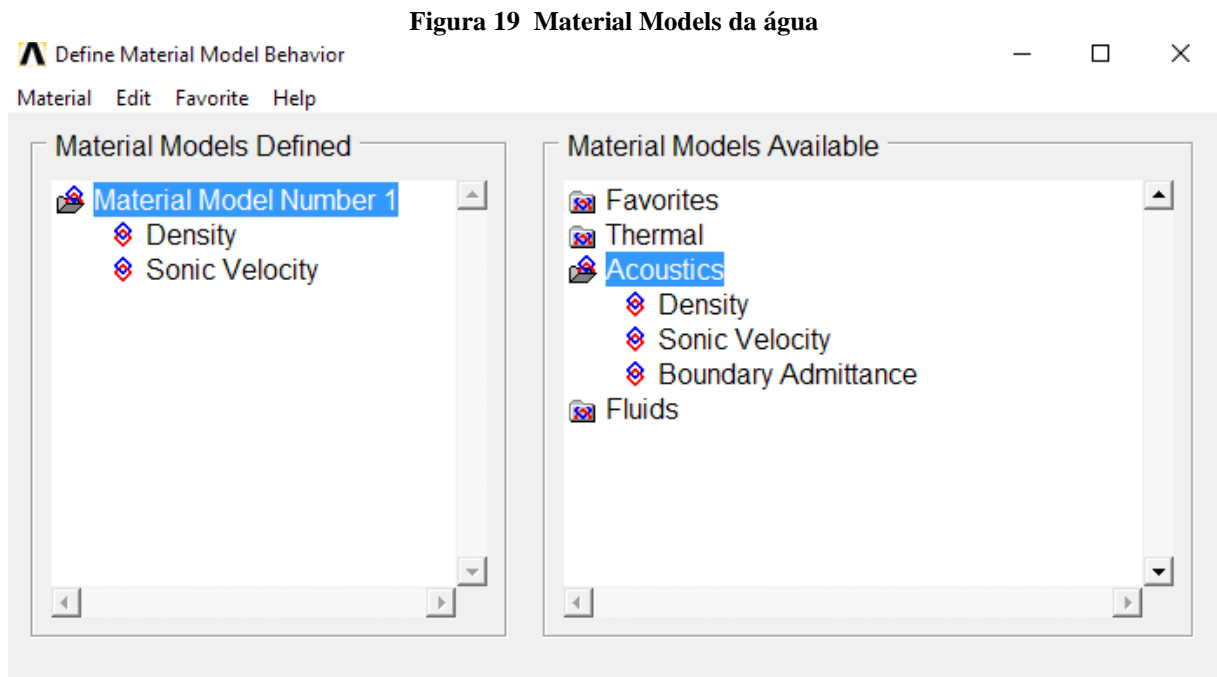 Figura 19 Material Models da água
Define Material Model Behavior
Material Edit Favorite Help
Material Models Defined
Material Model Number 1
Density
Sonic Velocity
Material Models Available
Favorites
Thermal
Acoustics
Density
Sonic Velocity
Boundary Admittance
Fluids